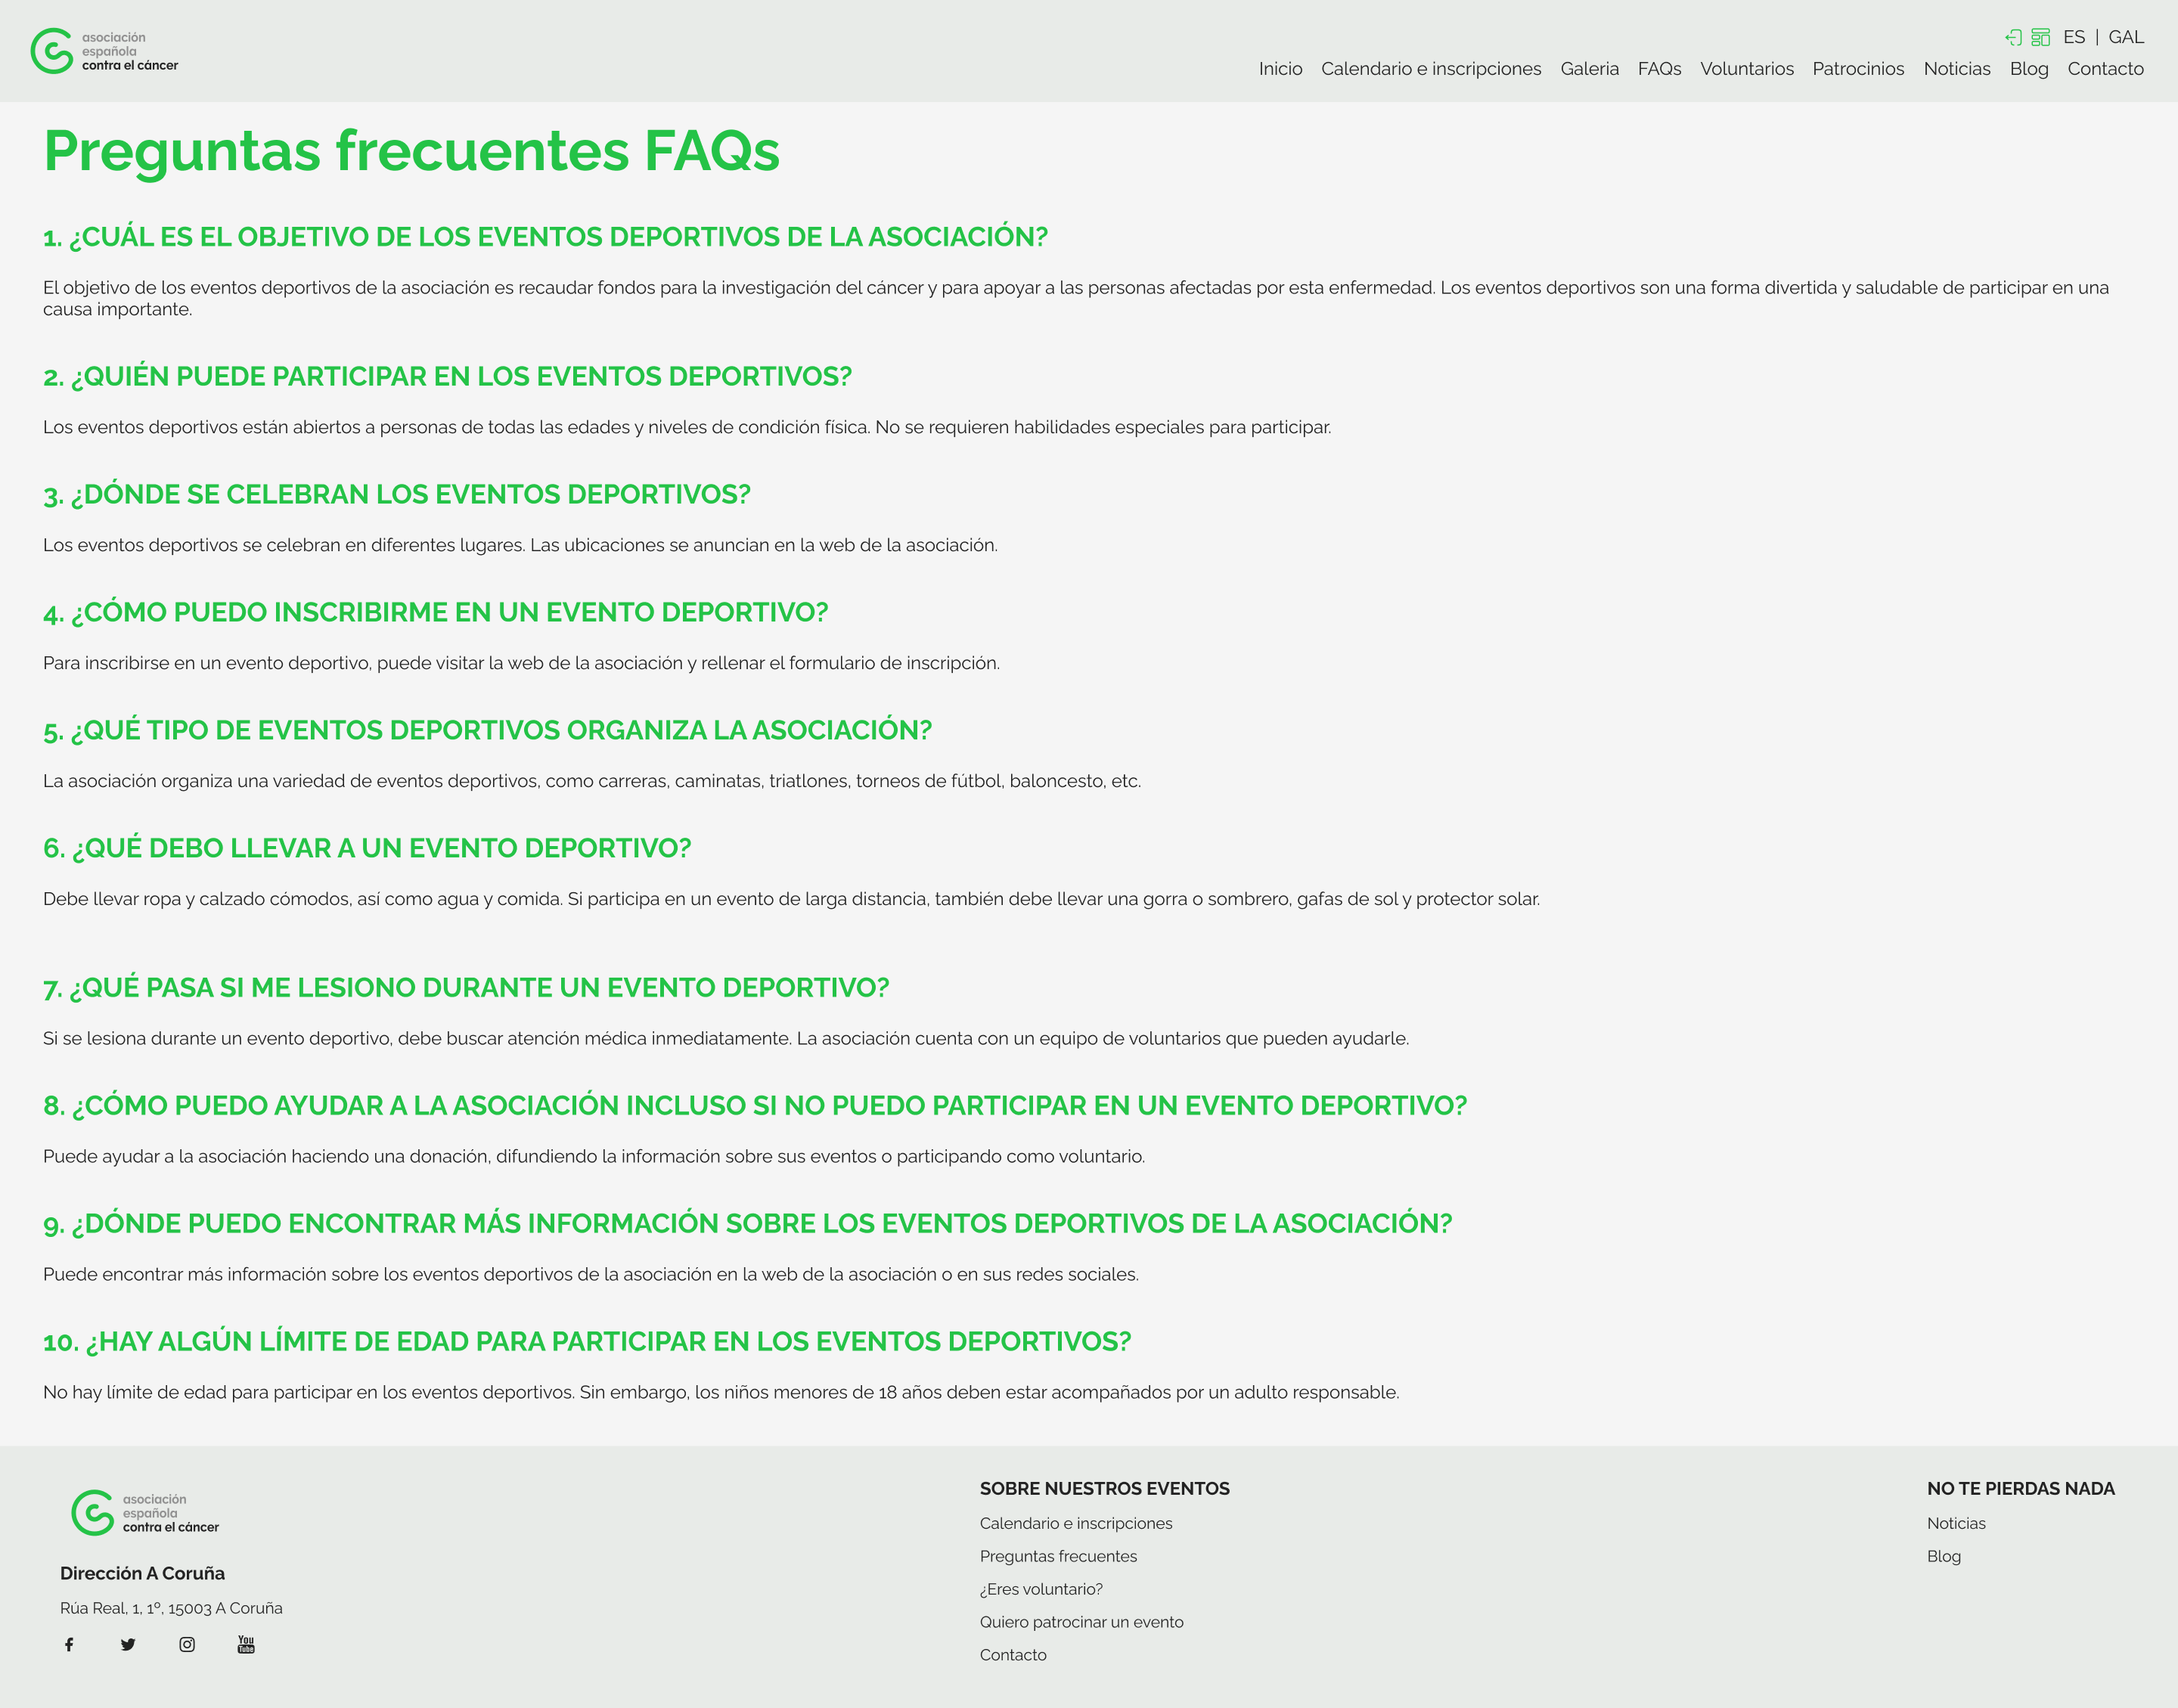 asociación
española
contra el cáncer
ES | GAL
Inicio Calendario e inscripciones Galeria FAQs Voluntarios Patrocinios Noticias Blog Contacto
Preguntas frecuentes FAQs
1. ¿CUÁL ES EL OBJETIVO DE LOS EVENTOS DEPORTIVOS DE LA ASOCIACIÓN?
El objetivo de los eventos deportivos de la asociación es recaudar fondos para la investigación del cáncer y para apoyar a las personas afectadas por esta enfermedad. Los eventos deportivos son una forma divertida y saludable de participar en una
causa importante.
2. ¿QUIÉN PUEDE PARTICIPAR EN LOS EVENTOS DEPORTIVOS?
Los eventos deportivos están abiertos a personas de todas las edades y niveles de condición física. No se requieren habilidades especiales para participar.
3. ¿DÓNDE SE CELEBRAN LOS EVENTOS DEPORTIVOS?
Los eventos deportivos se celebran en diferentes lugares. Las ubicaciones se anuncian en la web de la asociación.
4. ¿CÓMO PUEDO INSCRIBIRME EN UN EVENTO DEPORTIVO?
Para inscribirse en un evento deportivo, puede visitar la web de la asociación y rellenar el formulario de inscripción.
5. ¿QUÉ TIPO DE EVENTOS DEPORTIVOS ORGANIZA LA ASOCIACIÓN?
La asociación organiza una variedad de eventos deportivos, como carreras, caminatas, triatlones, torneos de fútbol, baloncesto, etc.
6. ¿QUÉ DEBO LLEVAR A UN EVENTO DEPORTIVO?
Debe llevar ropa y calzado cómodos, así como agua y comida. Si participa en un evento de larga distancia, también debe llevar una gorra o sombrero, gafas de sol y protector solar.
7. ¿QUÉ PASA SI ME LESIONO DURANTE UN EVENTO DEPORTIVO?
Si se lesiona durante un evento deportivo, debe buscar atención médica inmediatamente. La asociación cuenta con un equipo de voluntarios que pueden ayudarle.
8. ¿CÓMO PUEDO AYUDAR A LA ASOCIACIÓN INCLUSO SI NO PUEDO PARTICIPAR EN UN EVENTO DEPORTIVO?
Puede ayudar a la asociación haciendo una donación, difundiendo la información sobre sus eventos o participando como voluntario.
9. ¿DÓNDE PUEDO ENCONTRAR MÁS INFORMACIÓN SOBRE LOS EVENTOS DEPORTIVOS DE LA ASOCIACIÓN?
Puede encontrar más información sobre los eventos deportivos de la asociación en la web de la asociación o en sus redes sociales.
10. ¿HAY ALGÚN LÍMITE DE EDAD PARA PARTICIPAR EN LOS EVENTOS DEPORTIVOS?
No hay límite de edad para participar en los eventos deportivos. Sin embargo, los niños menores de 18 años deben estar acompañados por un adulto responsable.
asociación
española
contra el cáncer
Dirección A Coruña
Rúa Real, 1, 1º, 15003 A Coruña
You
Tube
SOBRE NUESTROS EVENTOS
Calendario e inscripciones
Preguntas frecuentes
¿Eres voluntario?
Quiero patrocinar un evento
Contacto
NO TE PIERDAS NADA
Noticias
Blog